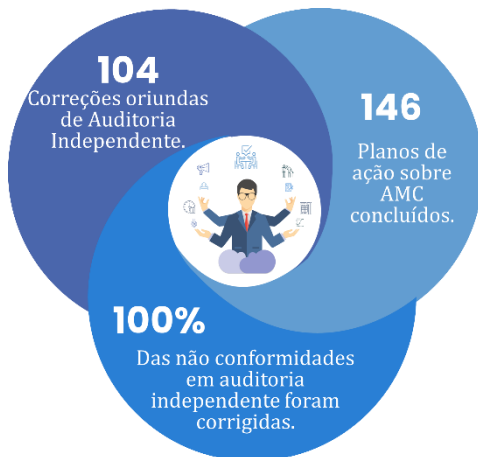 104
Correções oriundas
de Auditoria
Independente.
146
Planos de
ação sobre
AMC
concluídos.
100%
Das não conformidades
em auditoria
independente foram
corrigidas.